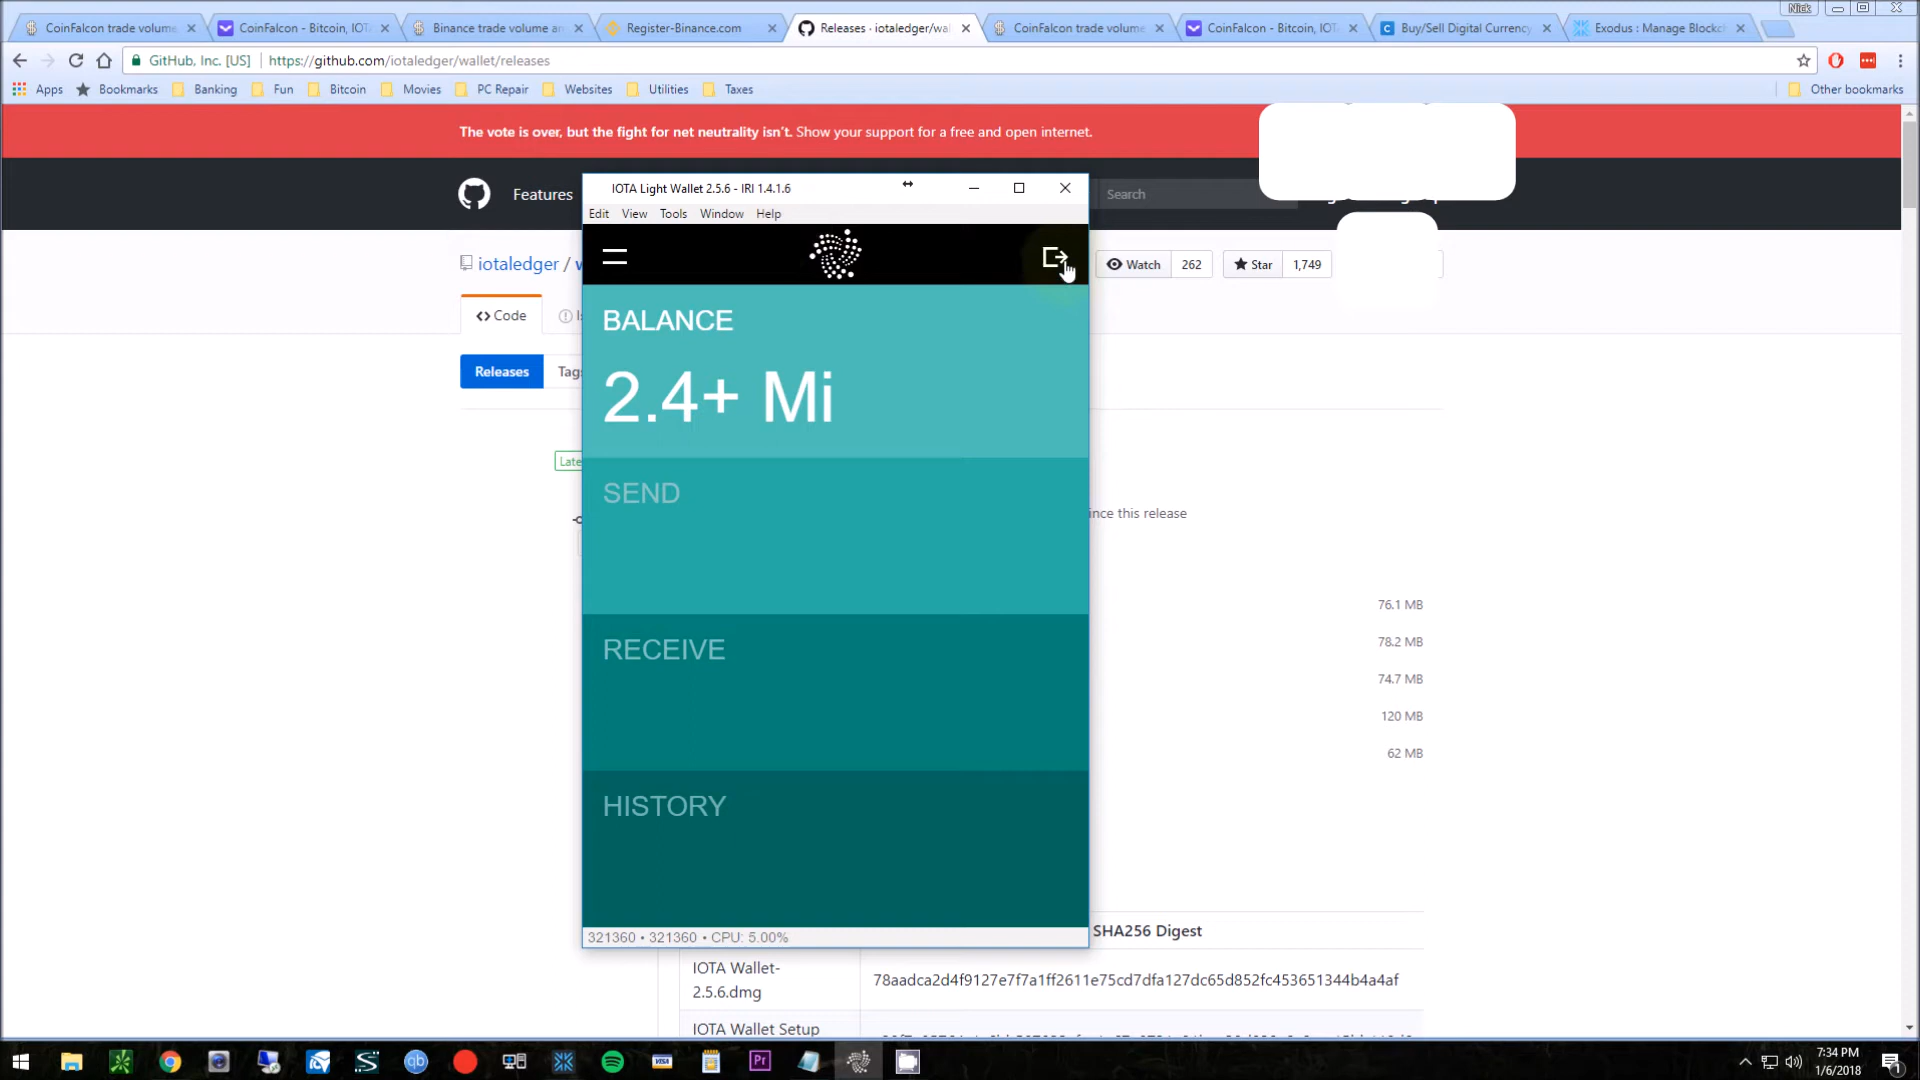 Nick
CoinFalcon trade volume
CoinFalcon - Bitcoin, IOT
Binance trade volume a
Register-Binance.com
Releases · iotaledger/wal
CoinFalcon trade volume
CoinFalcon - Bitcoin, IOT
Buy/Sell Digital Currency
Exodus : Manage Blockch
GitHub, Inc. [US]
https://github.com/iotaledger/wallet/releases
Apps
Bookmarks
Banking
Fun
Bitcoin
Movies
PC Repair
Websites
Utilities
Taxes
Other bookmarks
The vote is over, but the fight for net neutrality isn't. Show your support for a free and open internet.
Features
Search
IOTA Light Wallet 2.5.6 - IRI 1.4.1.6
Edit View Tools Window Help
iotaledger / w
Watch 262
Star 1,749
Code
Releases
Tags
BALANCE
2.4+ Mi
Late
SEND
ince this release
76.1 MB
RECEIVE
78.2 MB
74.7 MB
120 MB
62 MB
HISTORY
321360 • 321360 • CPU: 5.00%
SHA256 Digest
IOTA Wallet-
2.5.6.dmg
78aadca2d4f9127e7f7a1ff2611e75cd7dfa127dc65d852fc453651344b4a4af
IOTA Wallet Setup
7:34 PM
1/6/2018